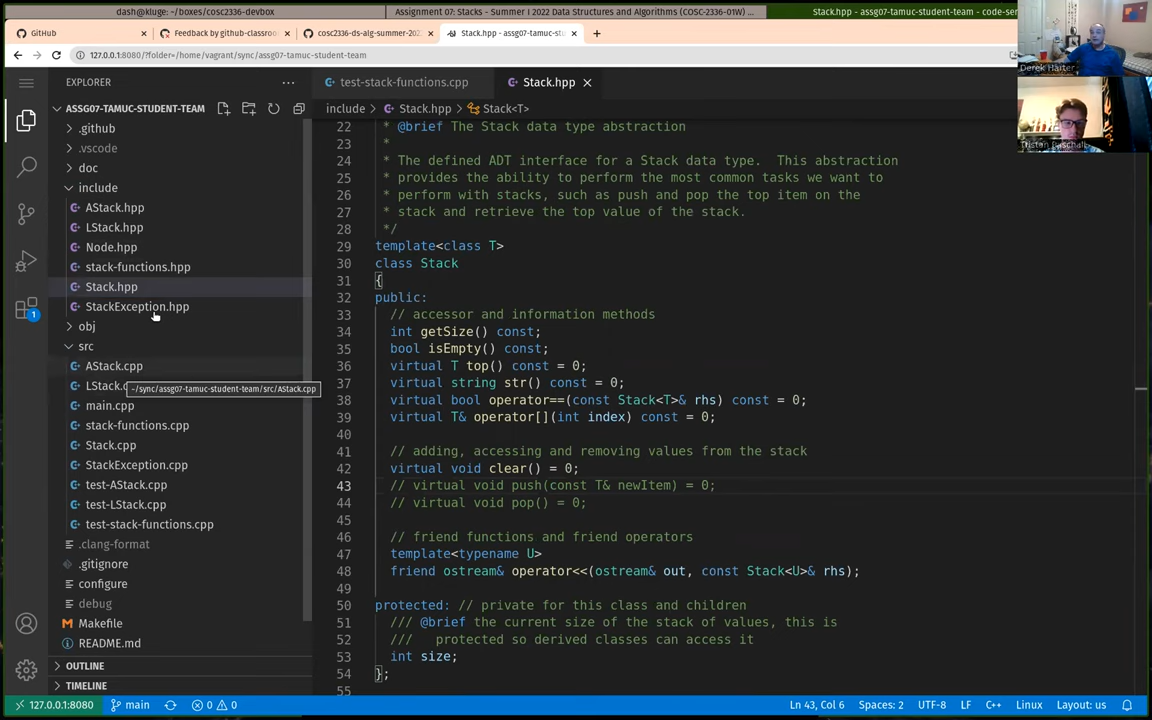 dash@kluge: ~/boxes/cosc2336-devbox
Assignment 07: Stacks - Summer I 2022 Data Structures and Algorithms (COSC-2336-01W) ...
Stack.hpp - assg07-tamuc-student-team - code-ser
GitHub
Feedback by github-classroo
cosc2336-ds-alg-summer-202
Stack.hpp - assg07-tamuc-stu
127.0.0.1:8080/?folder=/home/vagrant/sync/assg07-tamuc-student-team
Derek Harter
EXPLORER
test-stack-functions.cpp
Stack.hpp
ASSG07-TAMUC-STUDENT-TEAM
include > Stack.hpp > Stack<T>
.github
.vscode
doc
include
AStack.hpp
LStack.hpp
Node.hpp
stack-functions.hpp
Stack.hpp
StackException.hpp
obj
src
AStack.cpp
LStack.c
~/sync/assg07-tamuc-student-team/src/AStack.cpp
main.cpp
stack-functions.cpp
Stack.cpp
StackException.cpp
test-AStack.cpp
test-LStack.cpp
test-stack-functions.cpp
.clang-format
.gitignore
configure
debug
Makefile
README.md
OUTLINE
TIMELINE
1
22 * @brief The Stack data type abstraction
23 *
24 * The defined ADT interface for a Stack data type.  This abstraction
25 * provides the ability to perform the most common tasks we want to
26 * perform with stacks, such as push and pop the top item on the
27 * stack and retrieve the top value of the stack.
28 */
29 template<class T>
30 class Stack
31 {
32 public:
33 // accessor and information methods
34 int getSize() const;
35 bool isEmpty() const;
36 virtual T top() const = 0;
37 virtual string str() const = 0;
38 virtual bool operator==(const Stack<T>& rhs) const = 0;
39 virtual T& operator[](int index) const = 0;
40
41 // adding, accessing and removing values from the stack
42 virtual void clear() = 0;
43 // virtual void push(const T& newItem) = 0;
44 // virtual void pop() = 0;
45
46 // friend functions and friend operators
47 template<typename U>
48 friend ostream& operator<<(ostream& out, const Stack<U>& rhs);
49
50 protected: // private for this class and children
51 /// @brief the current size of the stack of values, this is
52 ///   protected so derived classes can access it
53 int size;
54 };
55
127.0.0.1:8080 main 0 0 Ln 43, Col 6 Spaces: 2 UTF-8 LF C++ Linux Layout: us